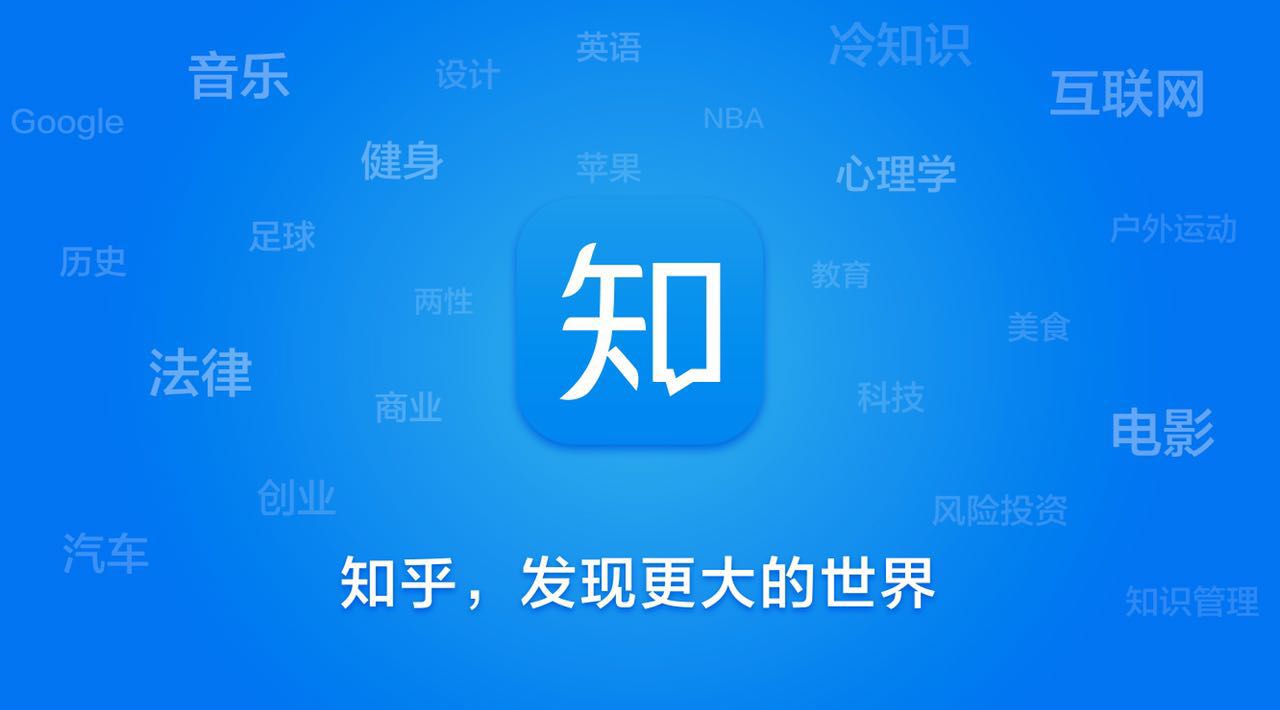 英语
冷知识
音乐
设计
互联网
Google
NBA
健身
苹果
心理学
足球
户外运动
历史
教育
两性
知
美食
法律
商业
科技
电影
创业
风险投资
汽车
知乎，发现更大的世界
知识管理